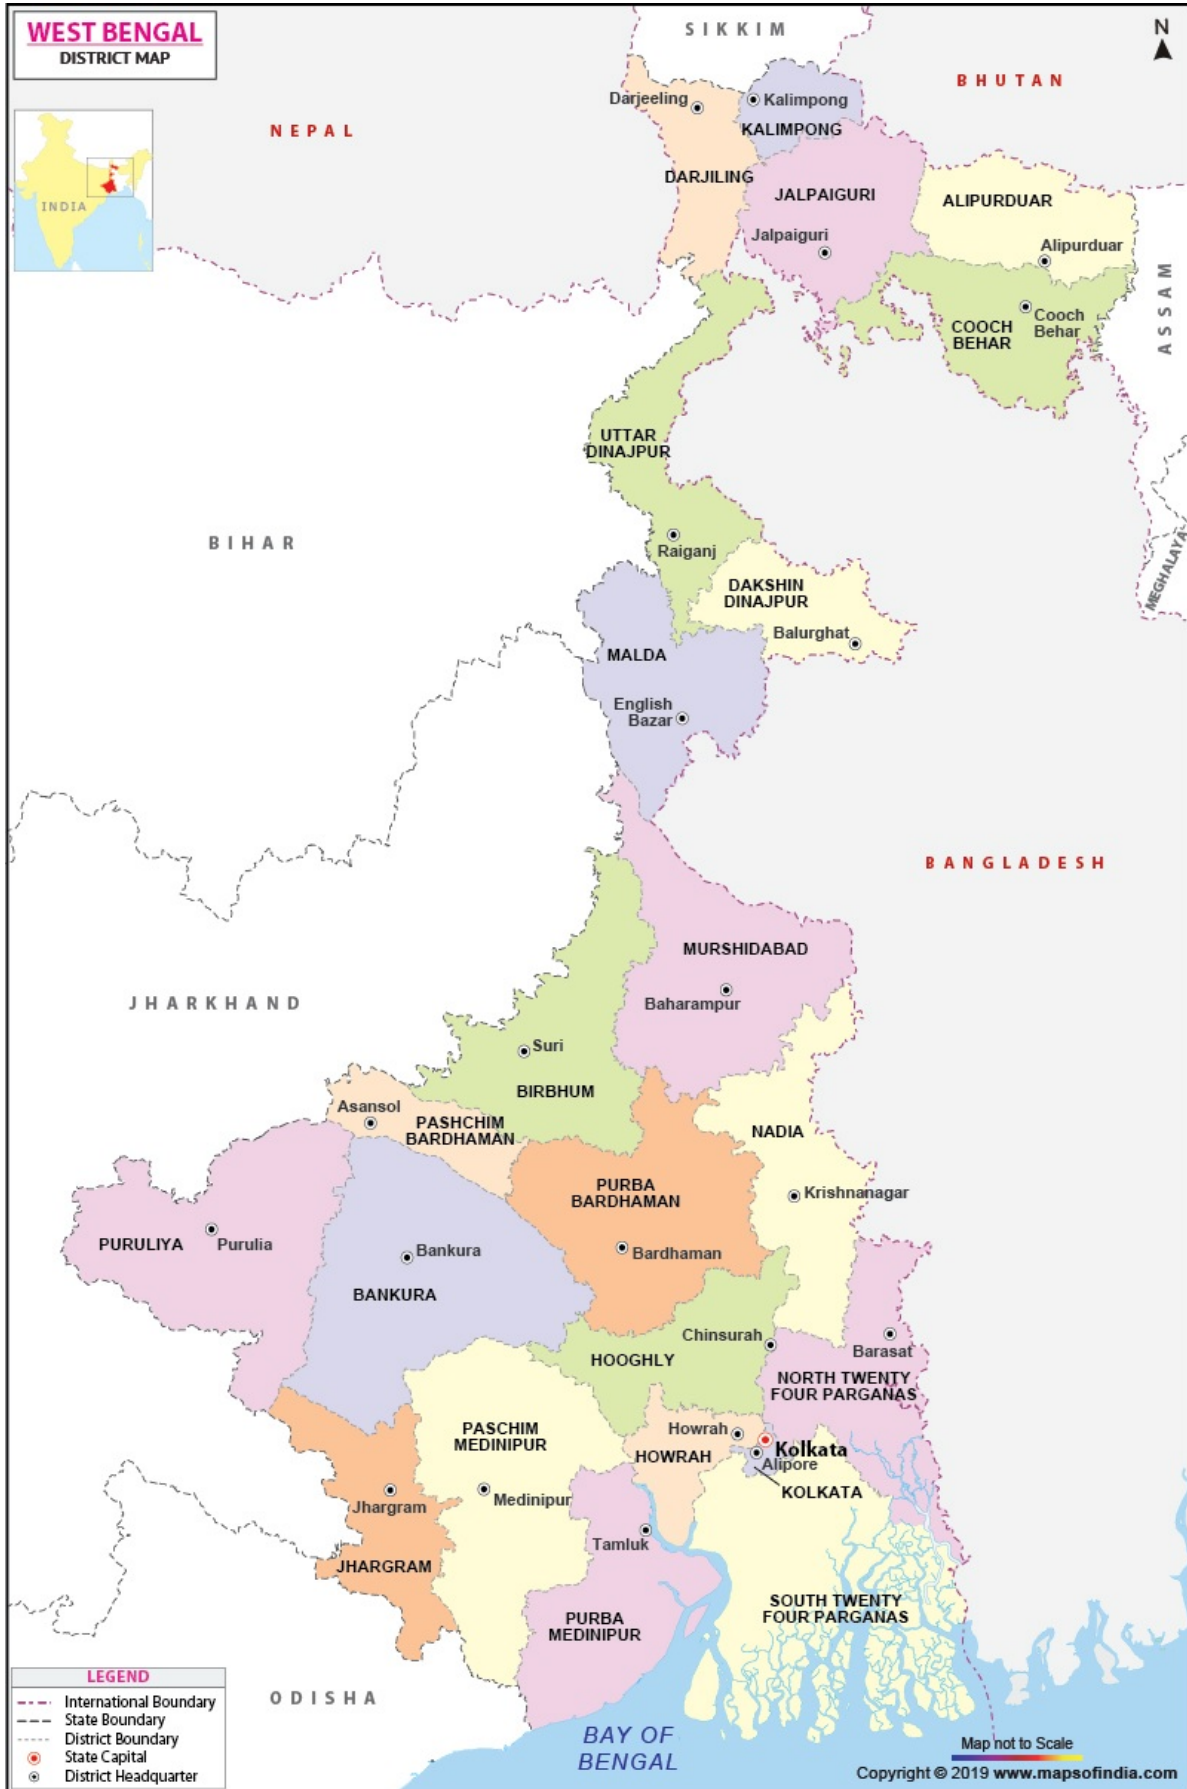 WEST BENGAL
DISTRICT MAP
SIKKIM
N
BHUTAN
NEPAL
INDIA
Darjeeling
Kalimpong
KALIMPONG
DARJILING
JALPAIGURI
ALIPURDUAR
Jalpaiguri
Alipurduar
ASSAM
Cooch
Behar
COOCH
BEHAR
UTTAR
DINAJPUR
BIHAR
Raiganj
MEGHALAYA
DAKSHIN
DINAJPUR
Balurghat
MALDA
English
Bazar
BANGLADESH
MURSHIDABAD
Baharampur
JHARKHAND
Suri
BIRBHUM
Asansol
PASHCHIM
BARDHAMAN
NADIA
PURBA
BARDHAMAN
Krishnanagar
PURULIYA
Purulia
Bankura
BANKURA
Bardhaman
Chinsurah
HOOGHLY
Barasat
NORTH TWENTY
FOUR PARGANAS
PASCHIM
MEDINIPUR
Howrah
HOWRAH
Kolkata
Alipore
KOLKATA
Jhargram
Medinipur
Tamluk
JHARGRAM
SOUTH TWENTY
FOUR PARGANAS
PURBA
MEDINIPUR
ODISHA
BAY OF
BENGAL
LEGEND
International Boundary
State Boundary
District Boundary
State Capital
District Headquarter
Map not to Scale
Copyright © 2019 www.mapsofindia.com